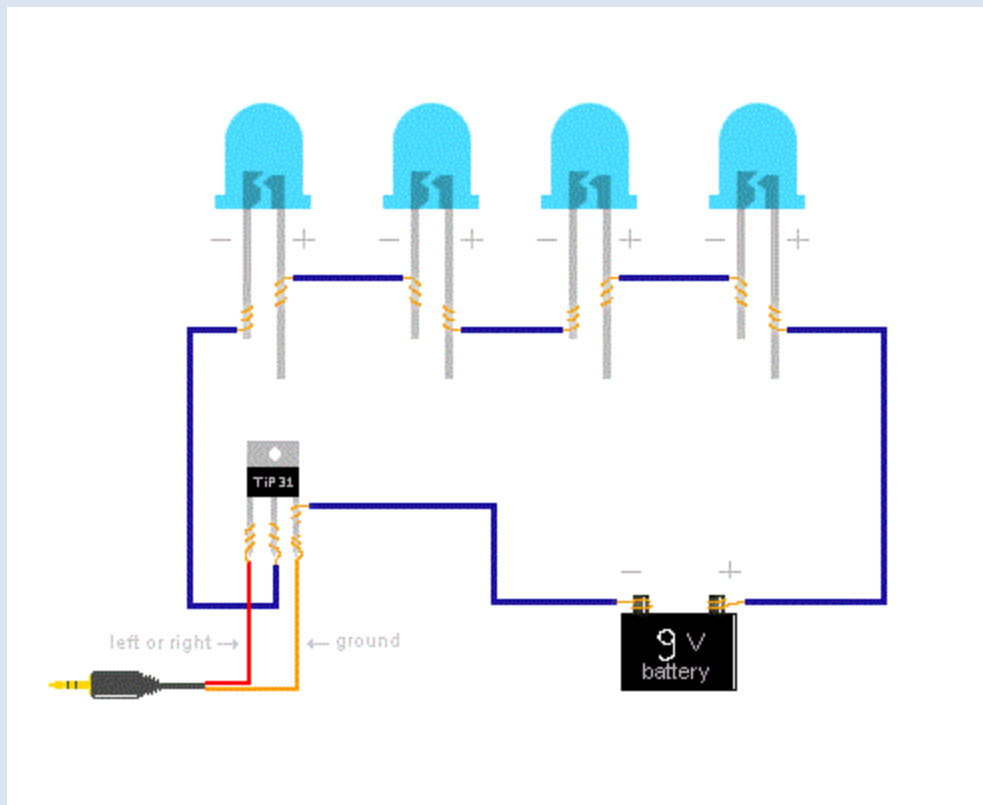 − + − + − + − +
TiP31
− +
left or right → ← ground
9 V
battery